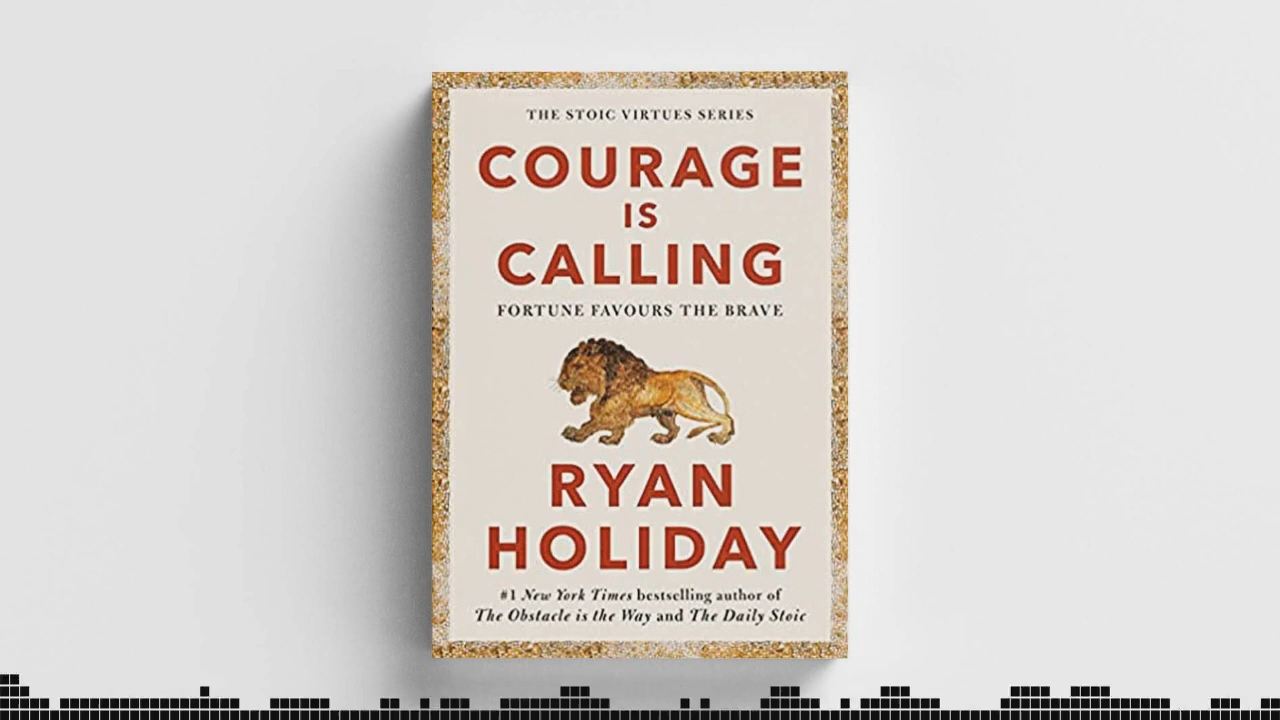 THE STOIC VIRTUES SERIES
COURAGE
IS
CALLING
FORTUNE FAVOURS THE BRAVE
RYAN
HOLIDAY
#1 New York Times bestselling author of
The Obstacle is the Way and The Daily Stoic